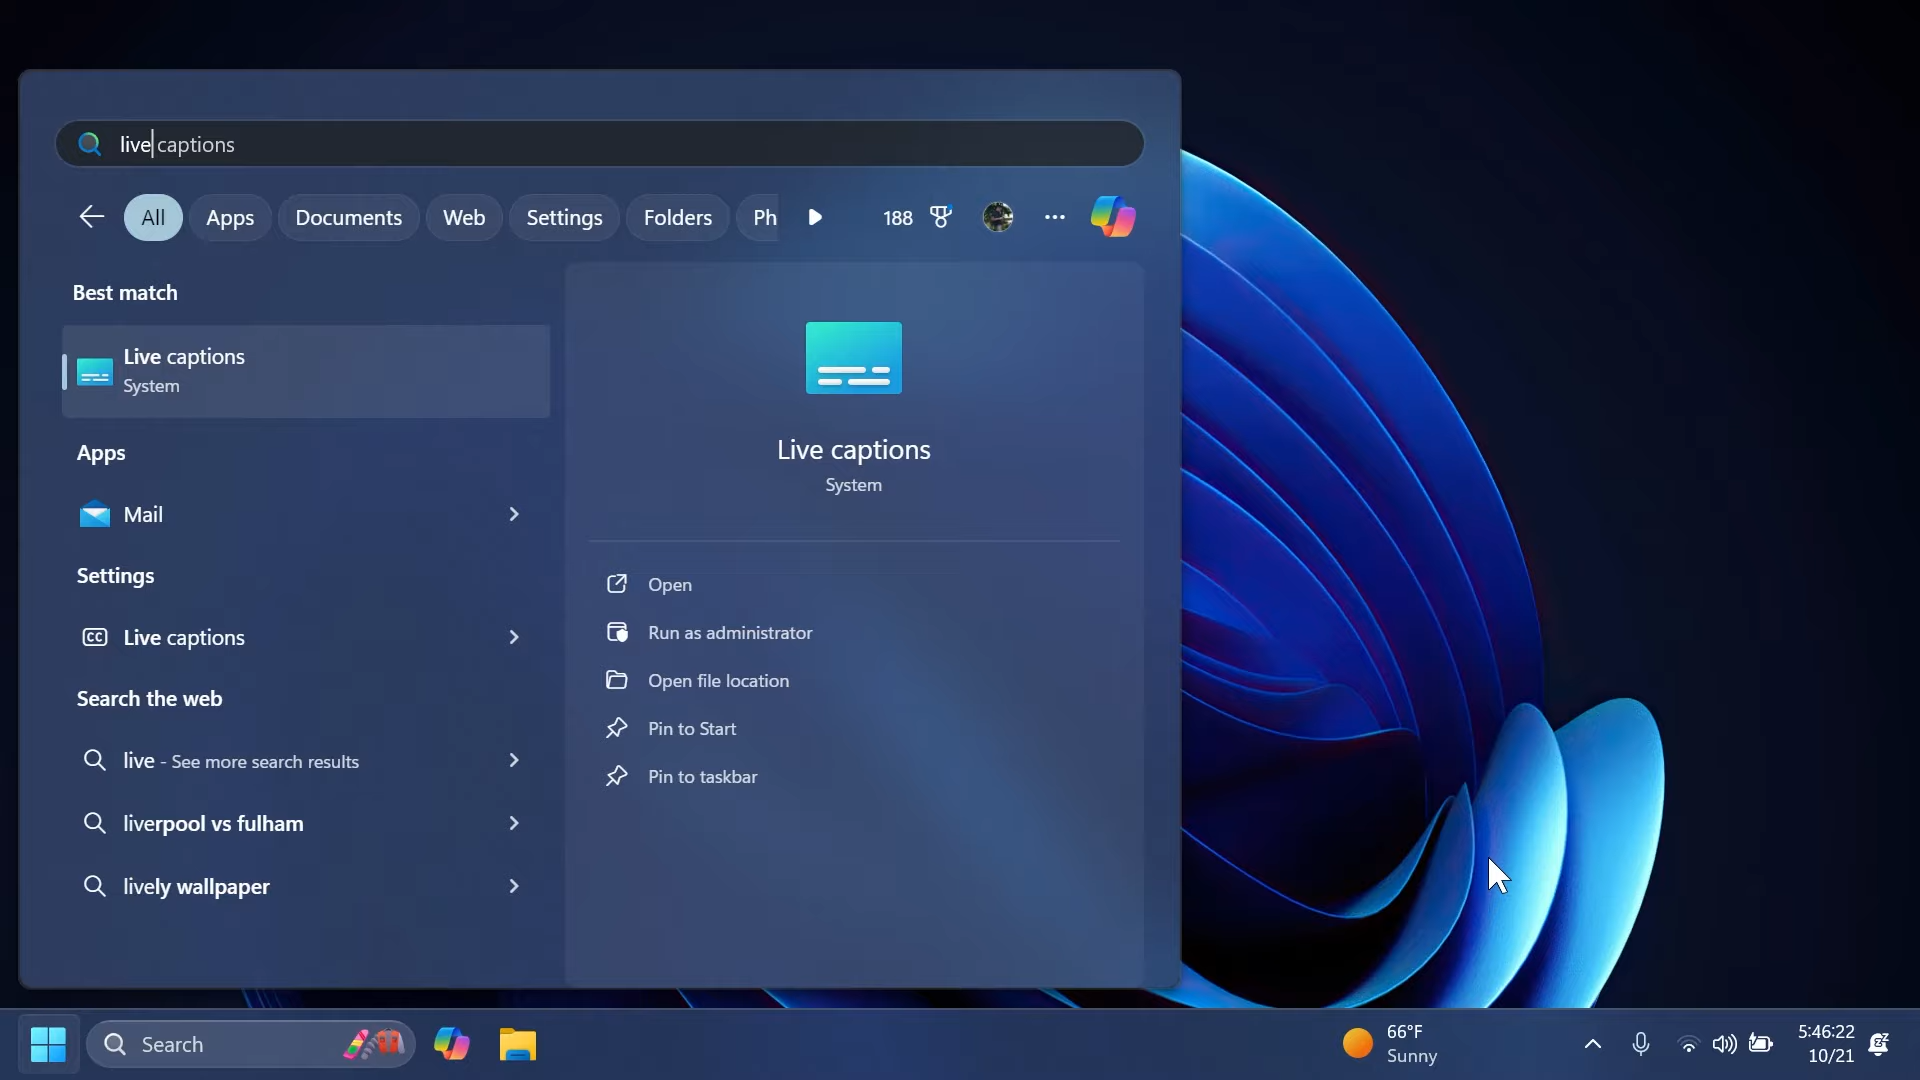 live captions
All Apps Documents Web Settings Folders Ph 188
Best match
Live captions
System
Apps
Mail
Settings
CC Live captions
Search the web
live - See more search results
liverpool vs fulham
lively wallpaper
Live captions
System
Open
Run as administrator
Open file location
Pin to Start
Pin to taskbar
Search
66°F
Sunny
5:46:22
10/21